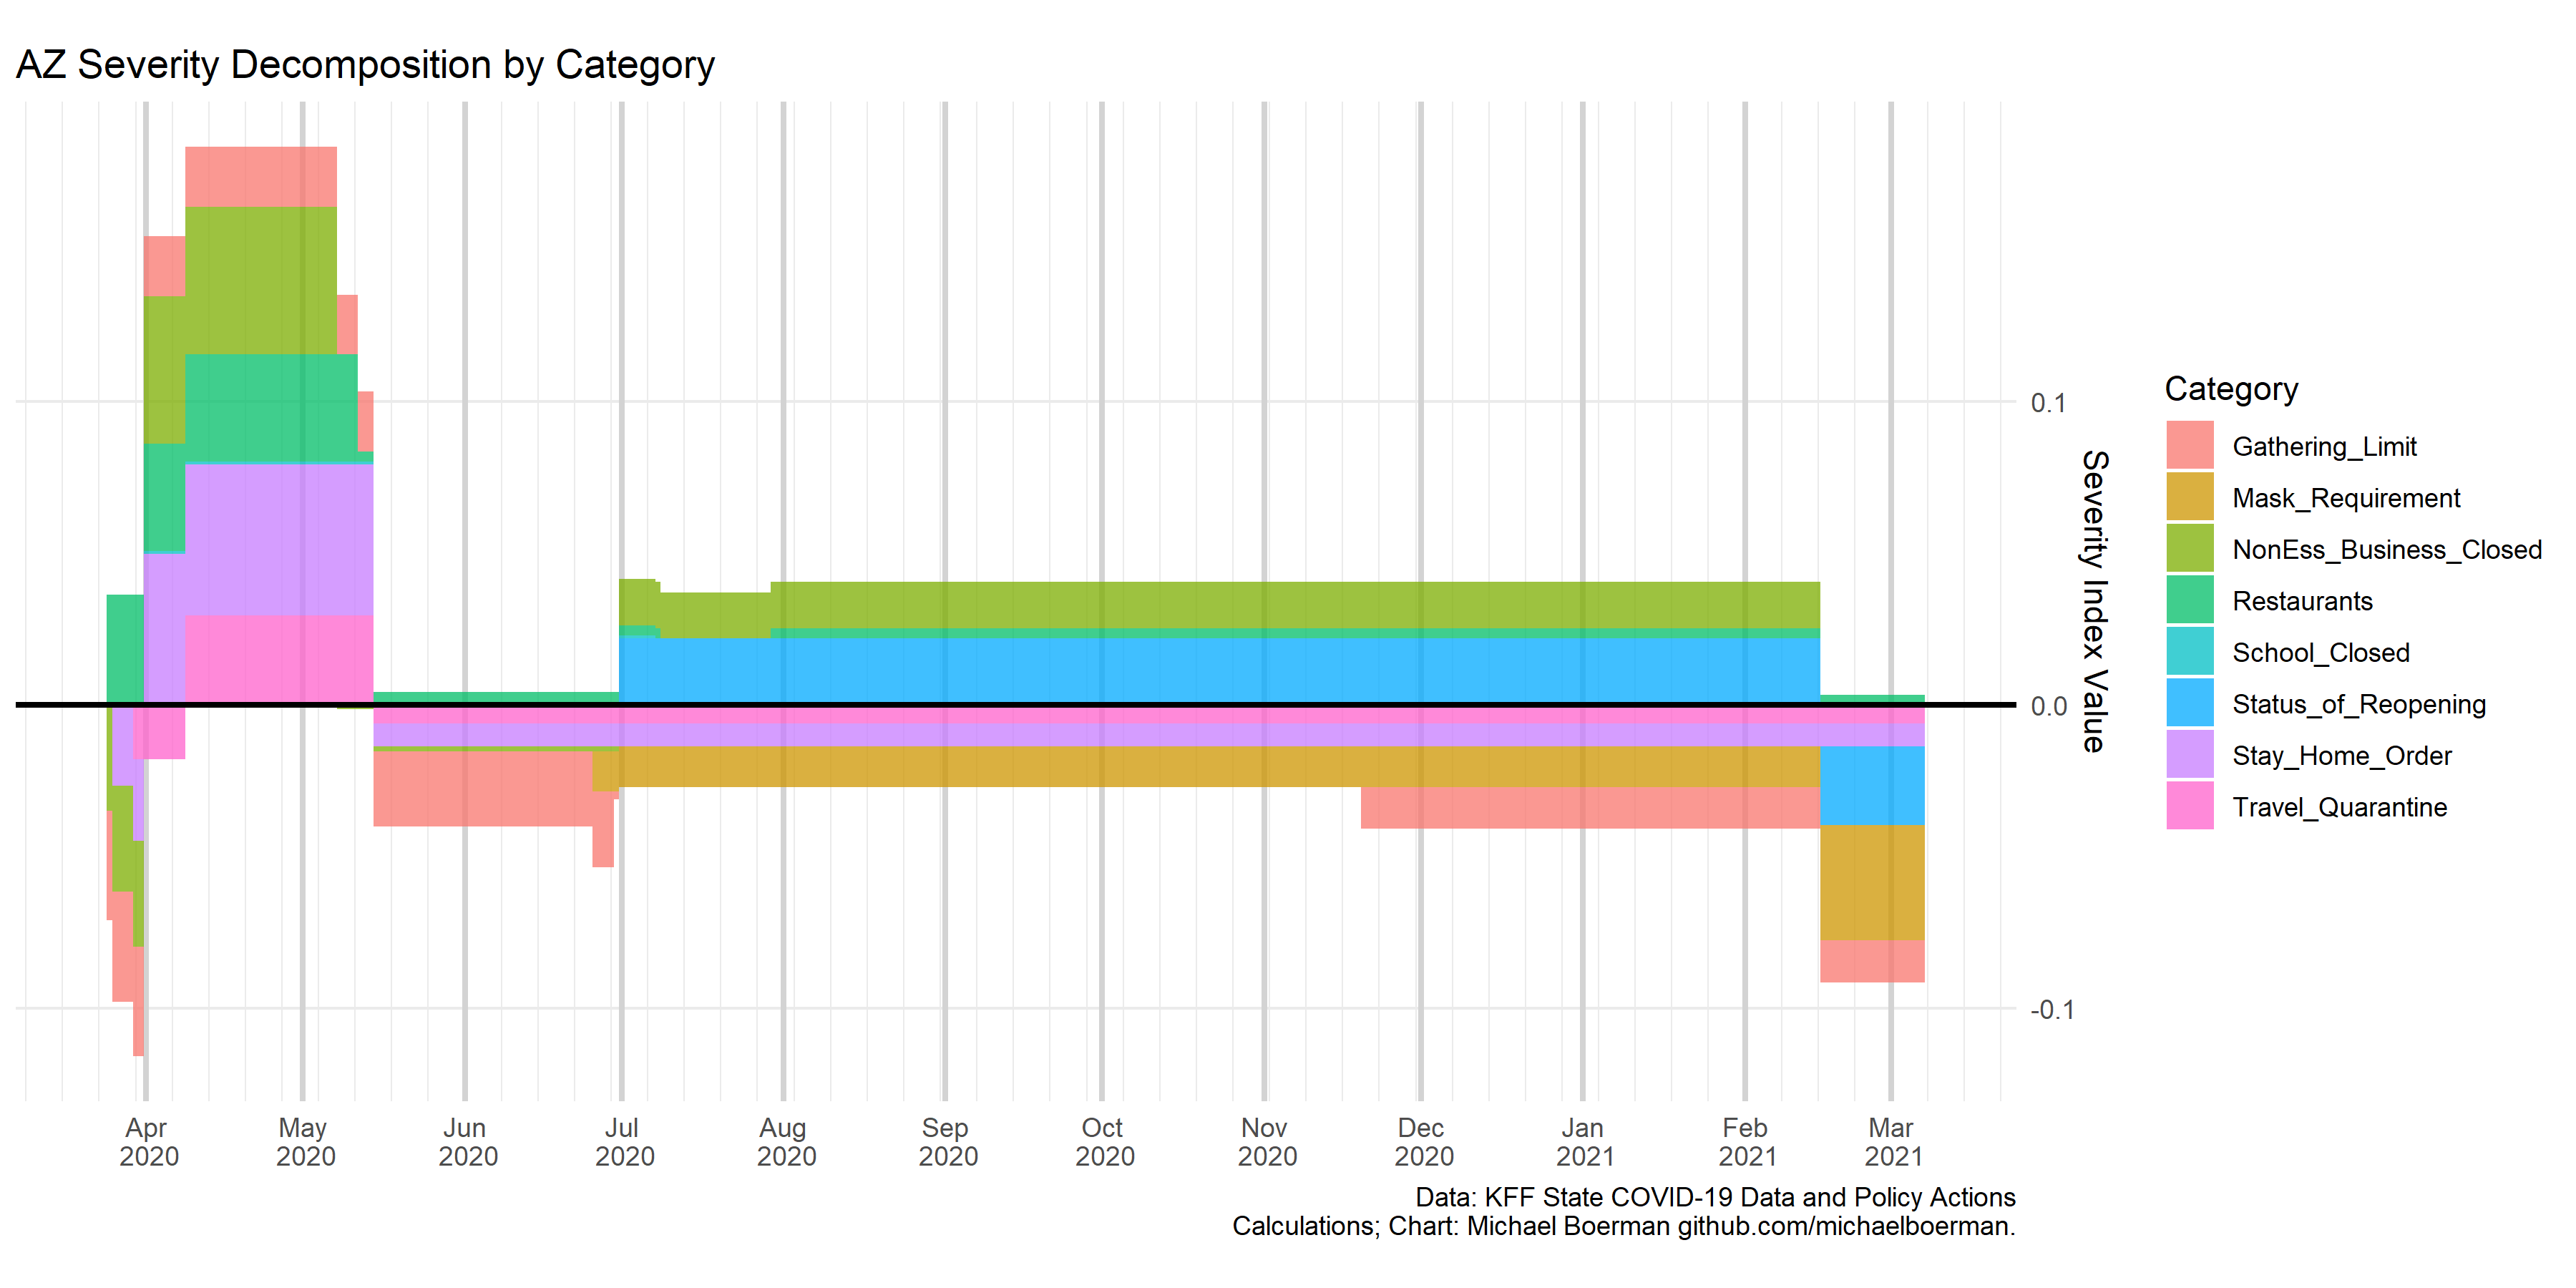 AZ Severity Decomposition by Category
0.1
0.0
-0.1
Severity Index Value
Category
Gathering_Limit
Mask_Requirement
NonEss_Business_Closed
Restaurants
School_Closed
Status_of_Reopening
Stay_Home_Order
Travel_Quarantine
Apr May Jun Jul Aug Sep Oct Nov Dec Jan Feb Mar
2020 2020 2020 2020 2020 2020 2020 2020 2020 2021 2021 2021
Data: KFF State COVID-19 Data and Policy Actions
Calculations; Chart: Michael Boerman github.com/michaelboerman.